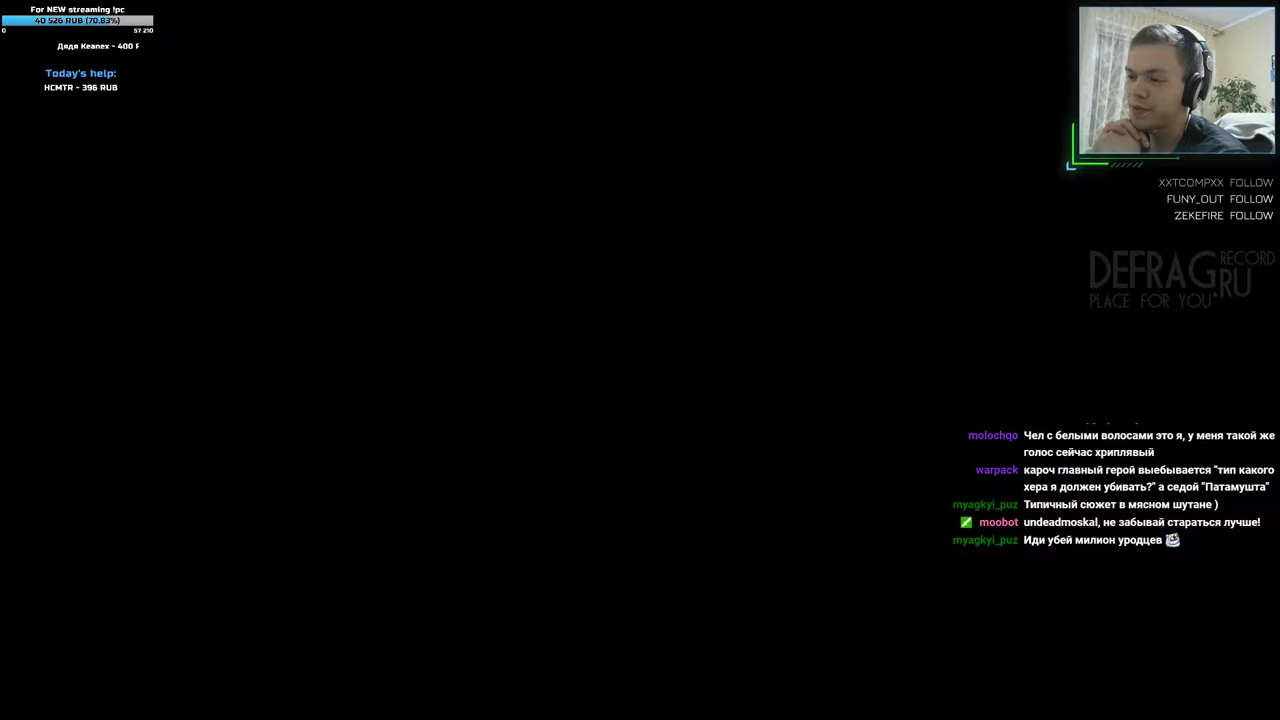 For NEW streaming !pc
40 526 RUB (70.83%)
0
57 210
Дядя Keanex - 400
Today's help:
HCMTR - 396 RUB
XXTCOMPXX FOLLOW
FUNY_OUT FOLLOW
ZEKEFIRE FOLLOW
DEFRAG.RU
RECORD
PLACE FOR YOU
molochqo Чел с белыми волосами это я, у меня такой же
голос сейчас хриплявый
warpack кароч главный герой выебывается "тип какого
хера я должен убивать?" а седой "Патамушта"
myagkyi_puz Типичный сюжет в мясном шутане )
moobot undeadmoskal, не забывай стараться лучше!
myagkyi_puz Иди убей милион уродцев